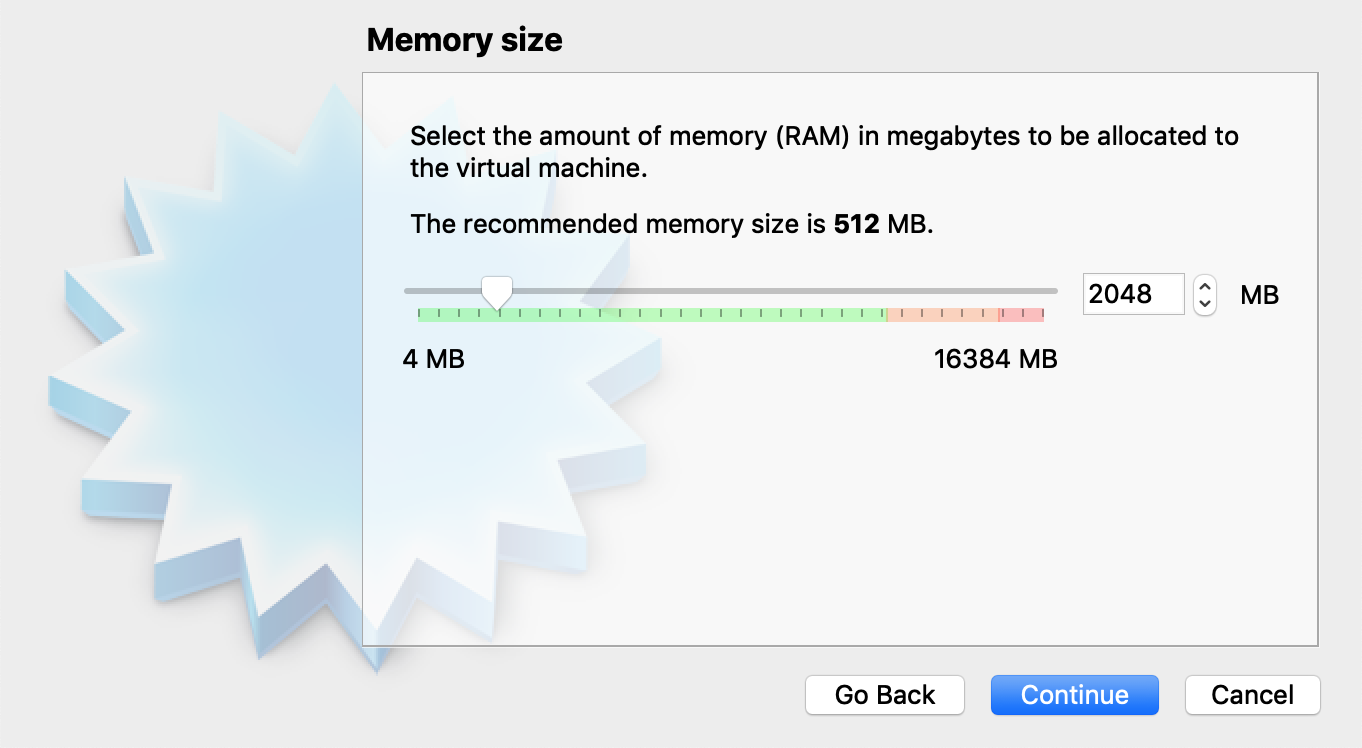 Memory size
Select the amount of memory (RAM) in megabytes to be allocated to
the virtual machine.
The recommended memory size is 512 MB.
2048 MB
4 MB 16384 MB
Go Back Continue Cancel